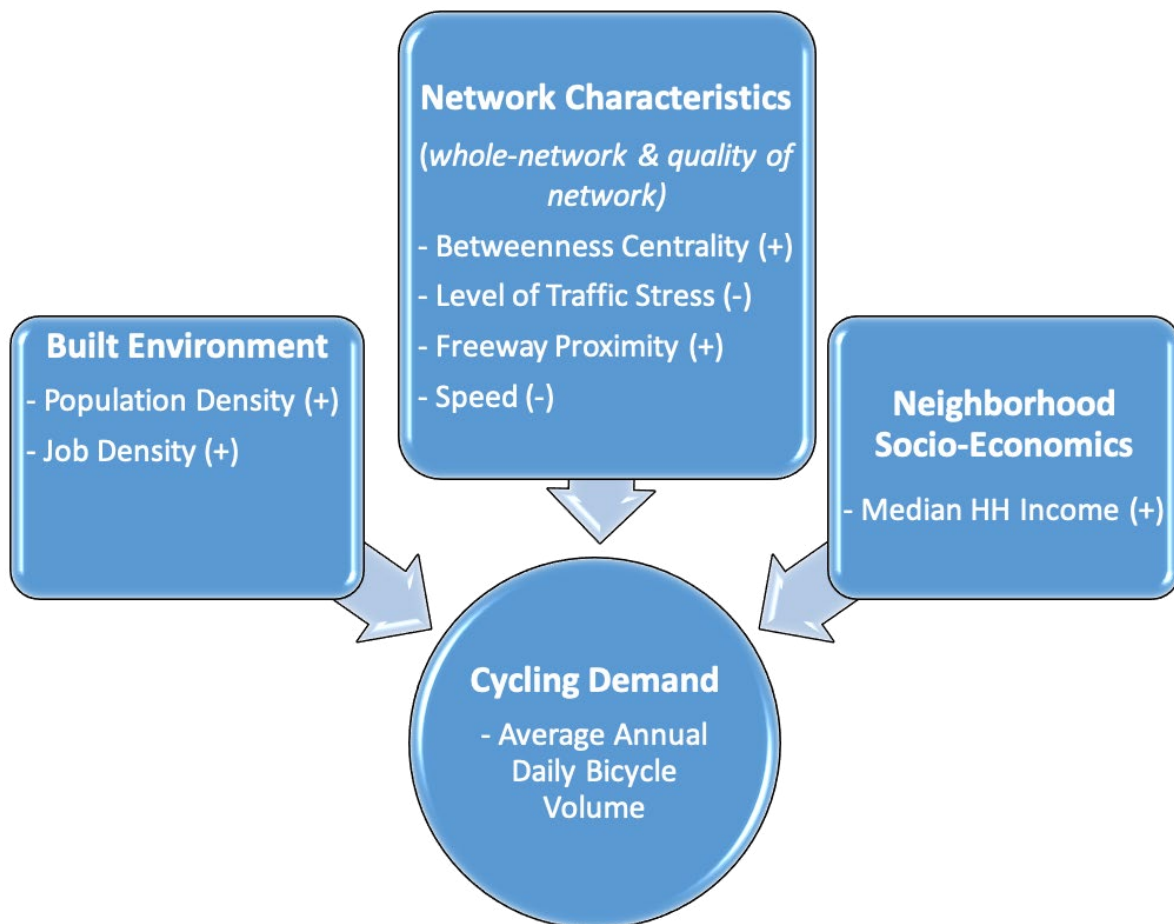 Network Characteristics
(whole-network & quality of
network)
- Betweenness Centrality (+)
- Level of Traffic Stress (-)
- Freeway Proximity (+)
- Speed (-)
Built Environment
- Population Density (+)
- Job Density (+)
Neighborhood
Socio-Economics
- Median HH Income (+)
Cycling Demand
- Average Annual
Daily Bicycle
Volume